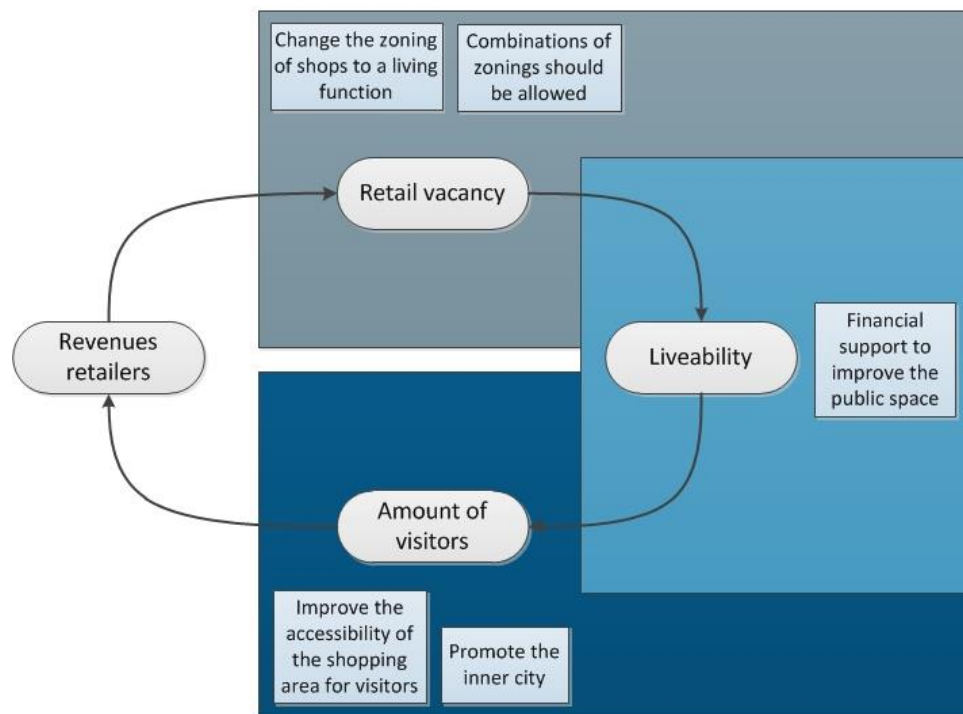 Change the zoning
of shops to a living
function
Combinations of
zonings should
be allowed
Retail vacancy
Revenues
retailers
Liveability
Financial
support to
improve the
public space
Amount of
visitors
Improve the
accessibility of
the shopping
area for visitors
Promote the
inner city